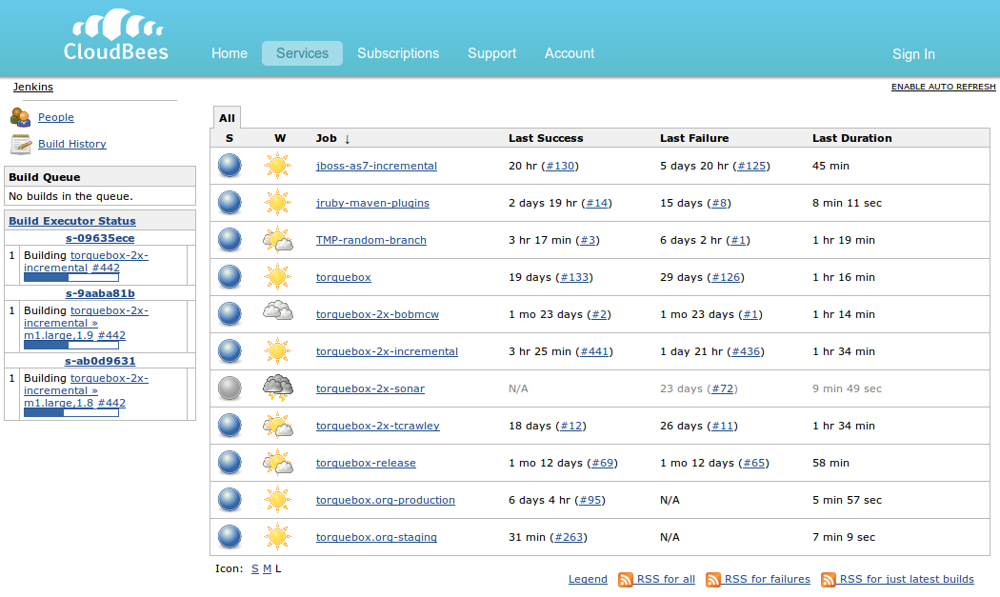 CloudBees
Home Services Subscriptions Support Account Sign In
Jenkins
ENABLE AUTO REFRESH
People
Build History
Build Queue
No builds in the queue.
Build Executor Status
s-09635ece
1 Building torquebox-2x-
incremental #442
s-9aaba81b
1 Building torquebox-2x-
incremental »
m1.large,1.9 #442
s-ab0d9631
1 Building torquebox-2x-
incremental »
m1.large,1.8 #442
All
S W Job ↓ Last Success Last Failure Last Duration
jboss-as7-incremental 20 hr (#130) 5 days 20 hr (#125) 45 min
jruby-maven-plugins 2 days 19 hr (#14) 15 days (#8) 8 min 11 sec
TMP-random-branch 3 hr 17 min (#3) 6 days 2 hr (#1) 1 hr 19 min
torquebox 19 days (#133) 29 days (#126) 1 hr 16 min
torquebox-2x-bobmcw 1 mo 23 days (#2) 1 mo 23 days (#1) 1 hr 14 min
torquebox-2x-incremental 3 hr 25 min (#441) 1 day 21 hr (#436) 1 hr 34 min
torquebox-2x-sonar N/A 23 days (#72) 9 min 49 sec
torquebox-2x-tcrawley 18 days (#12) 26 days (#11) 1 hr 34 min
torquebox-release 1 mo 12 days (#69) 1 mo 12 days (#65) 58 min
torquebox.org-production 6 days 4 hr (#95) N/A 5 min 57 sec
torquebox.org-staging 31 min (#263) N/A 7 min 9 sec
Icon: S M L
Legend RSS for all RSS for failures RSS for just latest builds